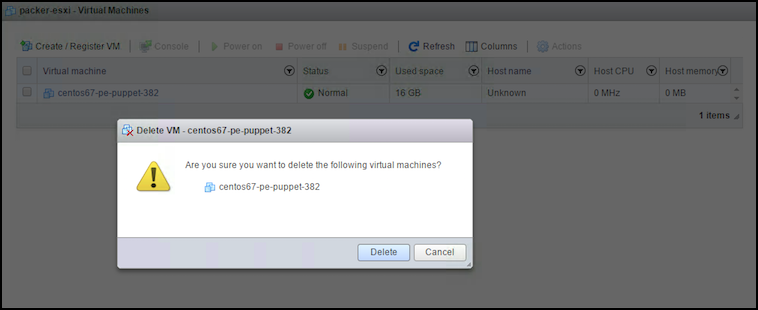 packer-esxi - Virtual Machines
Create / Register VM Console Power on Power off Suspend Refresh Columns Actions
Virtual machine Status Used space Host name Host CPU Host memory
centos67-pe-puppet-382 Normal 16 GB Unknown 0 MHz 0 MB
1 items
Delete VM - centos67-pe-puppet-382
Are you sure you want to delete the following virtual machines?
centos67-pe-puppet-382
Delete Cancel